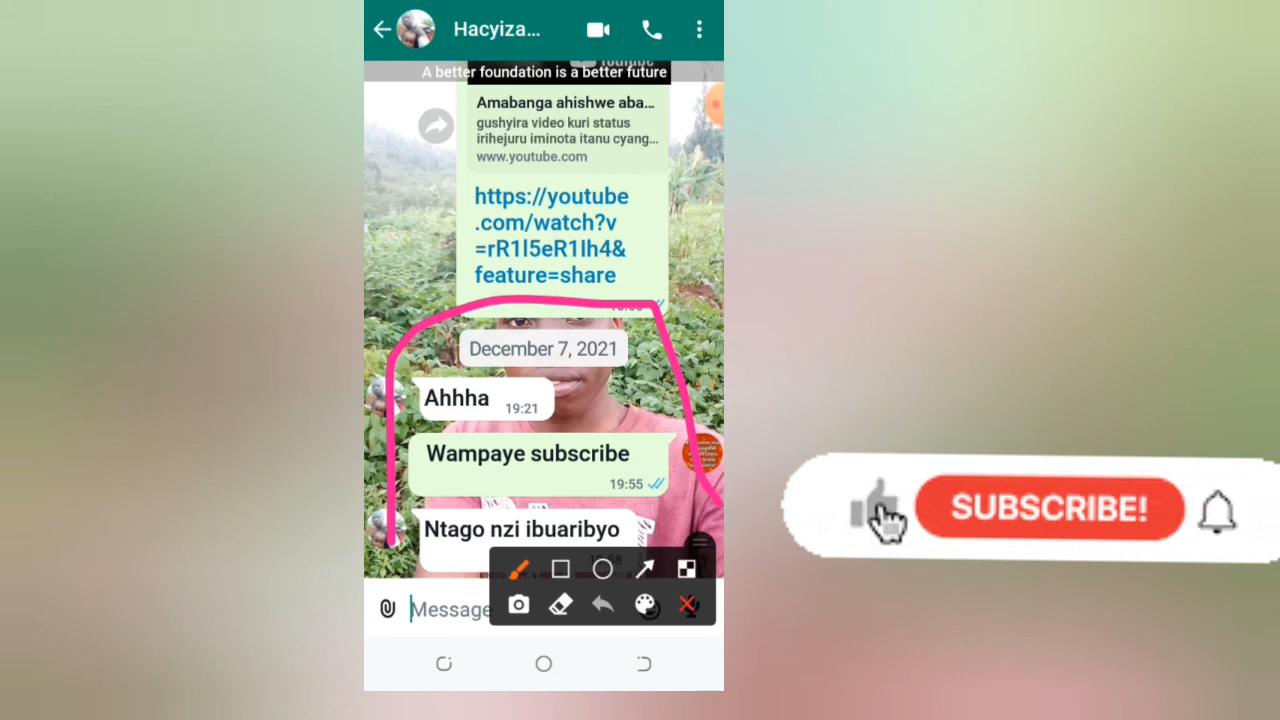 Hacyiza...
A better foundation is a better future
Amabanga ahishwe aba...
gushyira video kuri status
irihejuru iminota itanu cyang...
www.youtube.com
https://youtube
.com/watch?v
=rR1l5eR1Ih4&
feature=share
December 7, 2021
Ahhha
19:21
Wampaye subscribe
19:55
Ntago nzi ibuaribyo
Message
SUBSCRIBE!